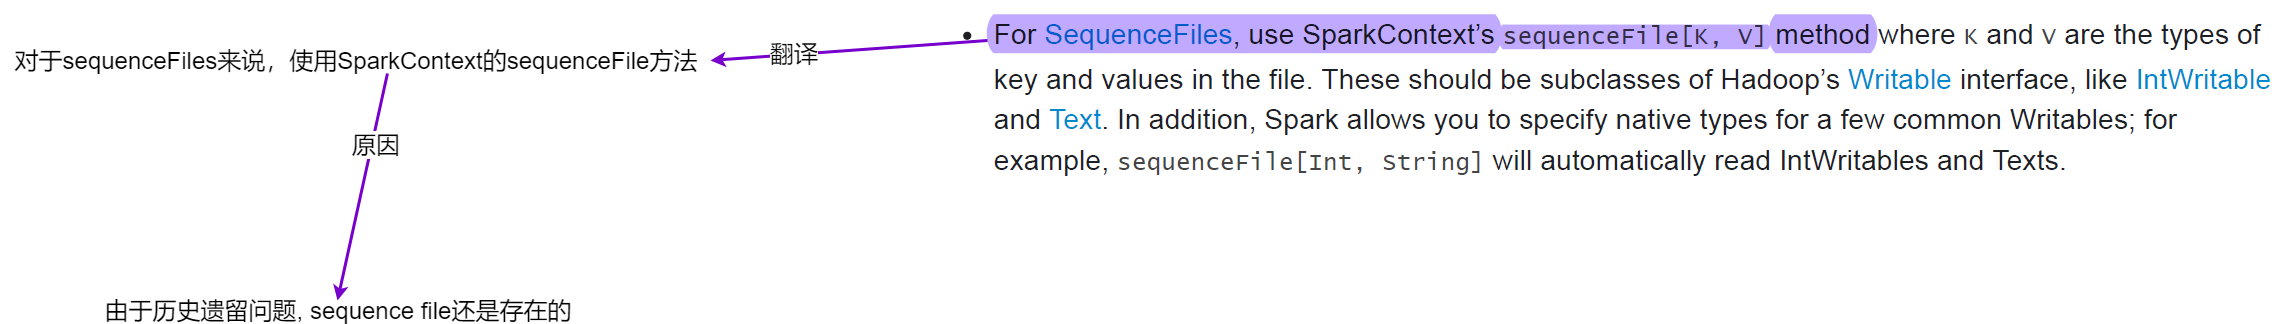 • For SequenceFiles, use SparkContext’s sequenceFile[K, V] method where K and V are the types of
key and values in the file. These should be subclasses of Hadoop’s Writable interface, like IntWritable
and Text. In addition, Spark allows you to specify native types for a few common Writables; for
example, sequenceFile[Int, String] will automatically read IntWritables and Texts.
翻译
对于sequenceFiles来说，使用SparkContext的sequenceFile方法
原因
由于历史遗留问题, sequence file还是存在的